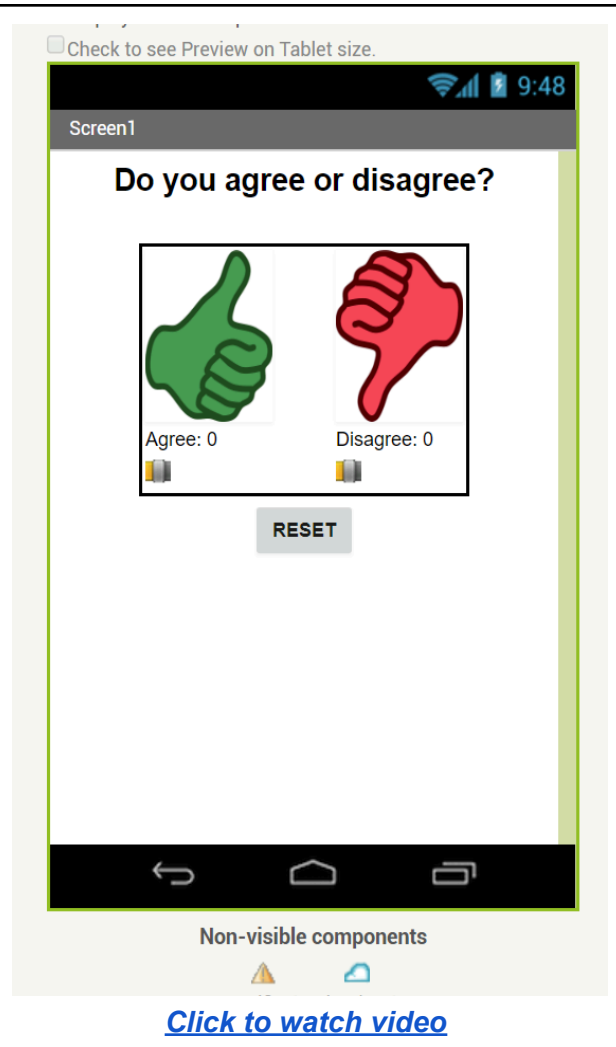 Check to see Preview on Tablet size.
9:48
Screen1
Do you agree or disagree?
Agree: 0
Disagree: 0
RESET
Non-visible components
Click to watch video